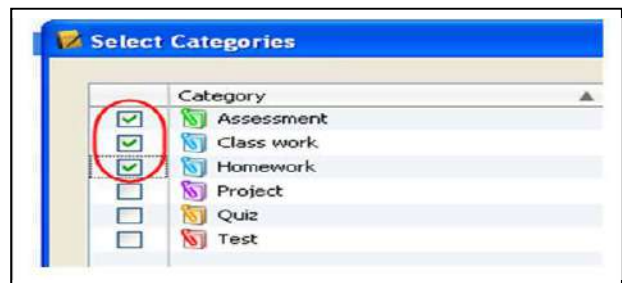 Select Categories
Category
Assessment
Class work
Homework
Project
Quiz
Test